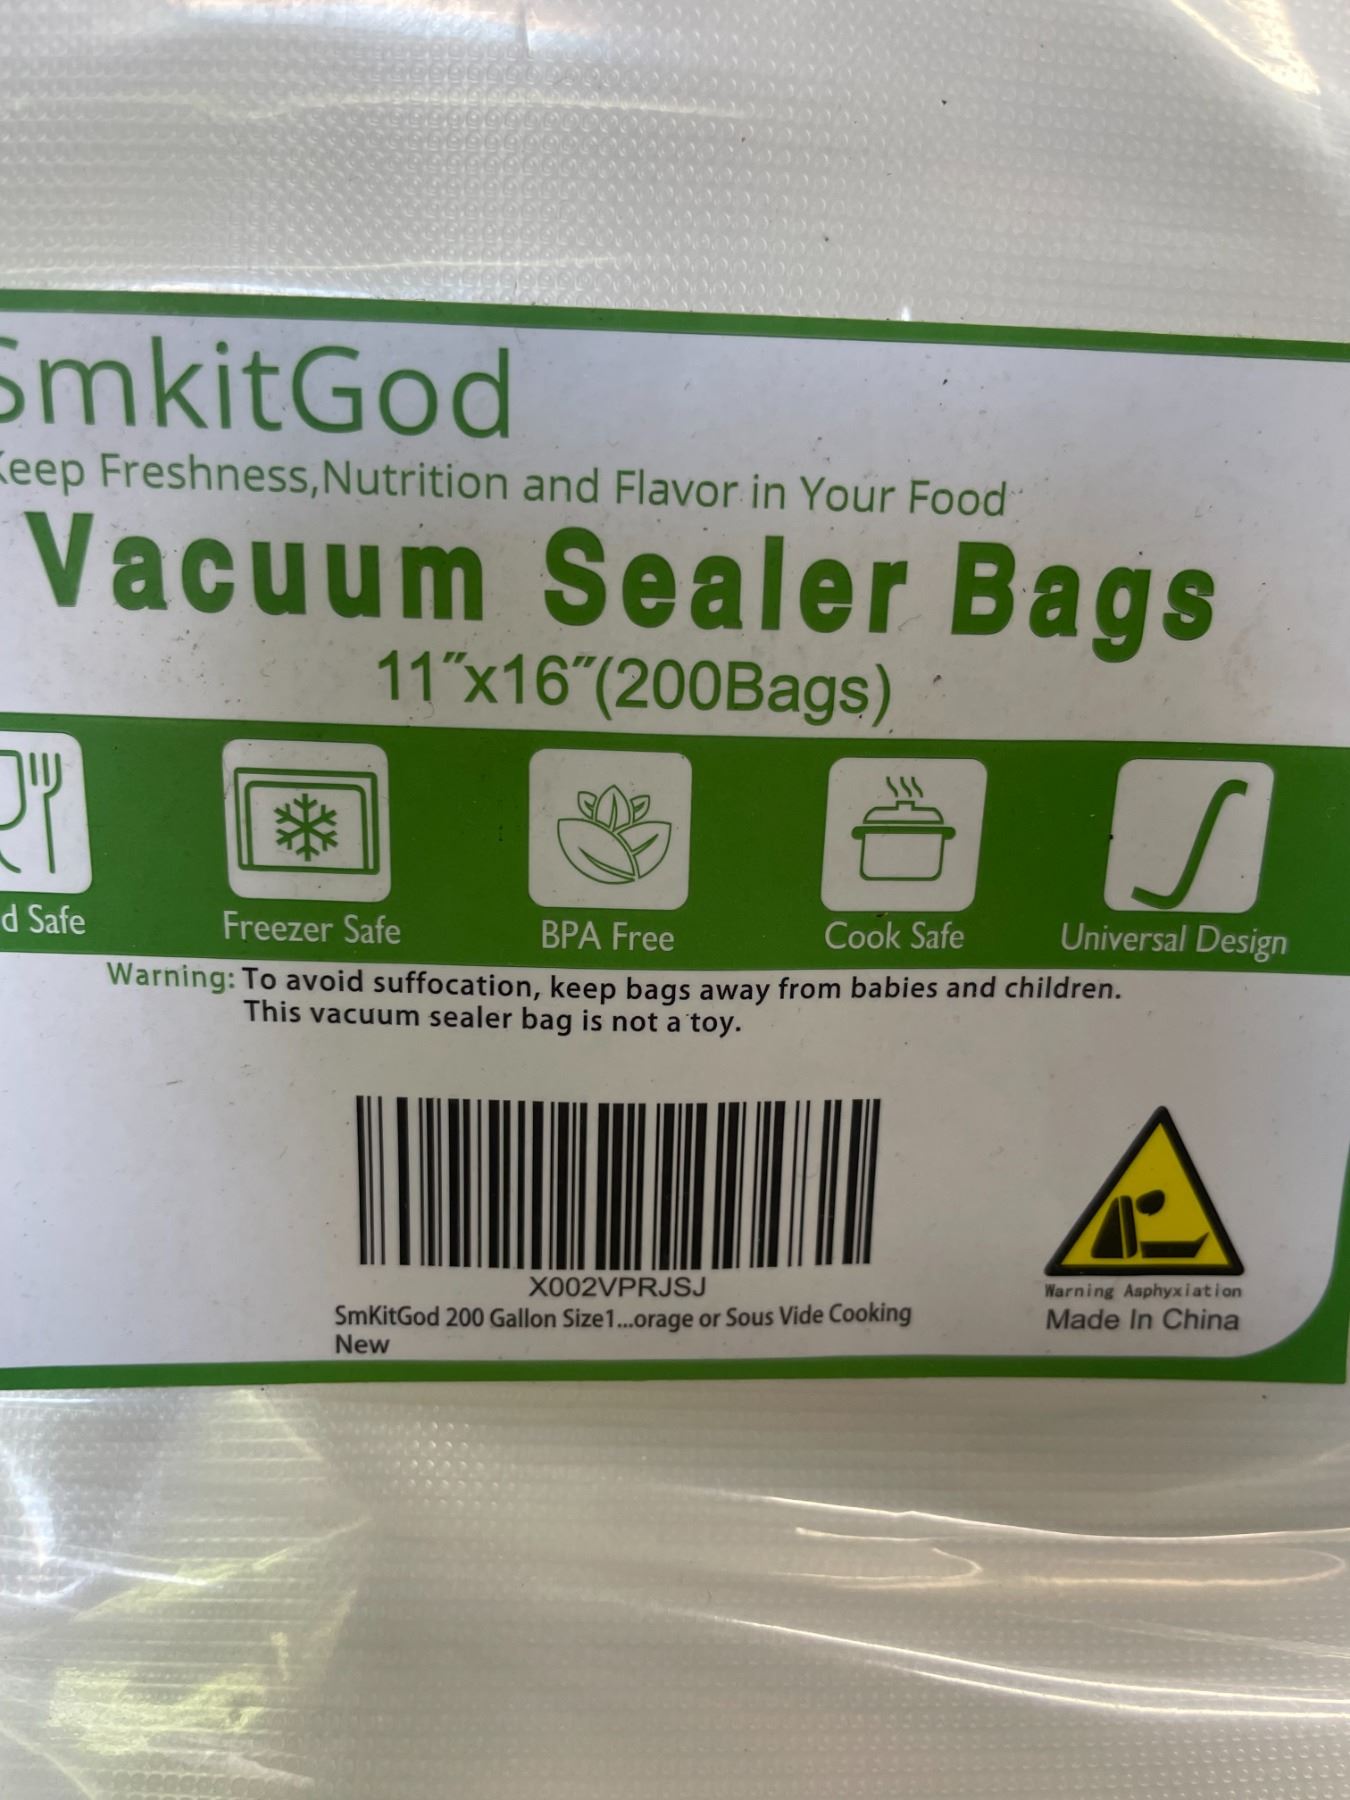 SmkitGod
Keep Freshness,Nutrition and Flavor in Your Food
Vacuum Sealer Bags
11"x16"(200Bags)
d Safe Freezer Safe BPA Free Cook Safe Universal Design
Warning: To avoid suffocation, keep bags away from babies and children.
This vacuum sealer bag is not a toy.
X002VPRJSJ
SmKitGod 200 Gallon Size1...orage or Sous Vide Cooking
New
Warning Asphyxiation
Made In China